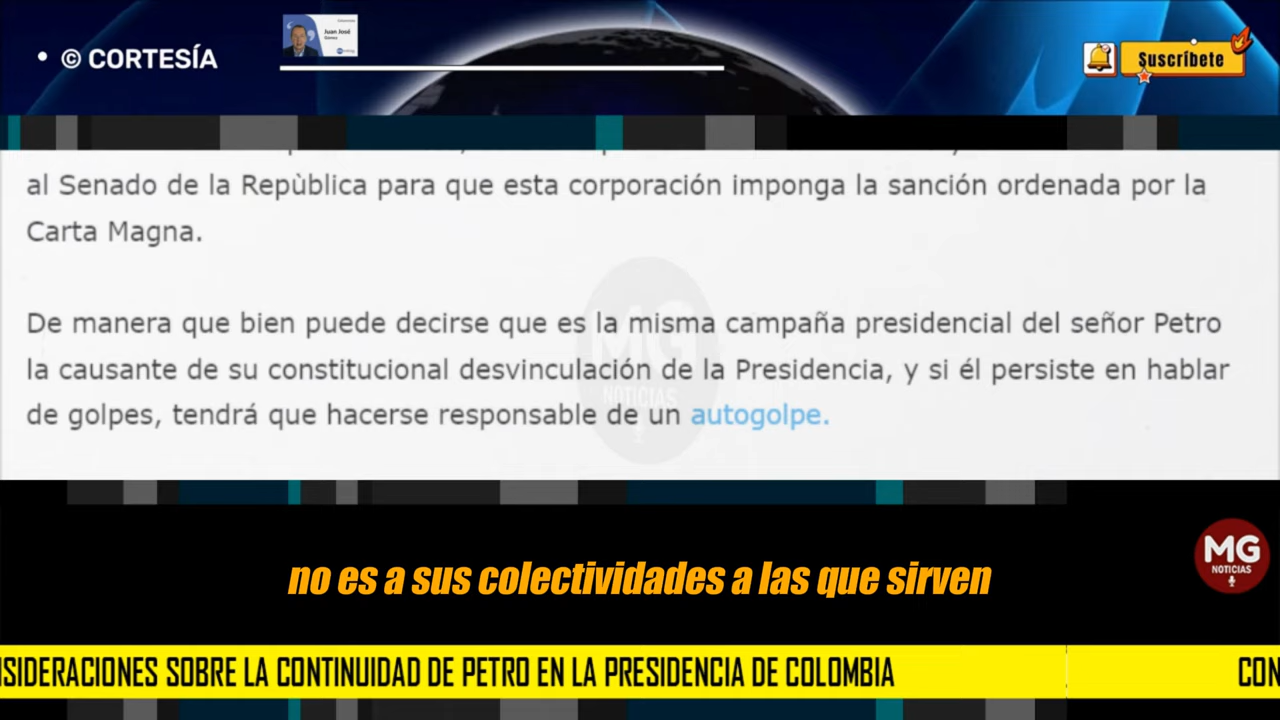 • © CORTESÍA
Juan José
Suscríbete
al Senado de la Repùblica para que esta corporación imponga la sanción ordenada por la
Carta Magna.
De manera que bien puede decirse que es la misma campaña presidencial del señor Petro
la causante de su constitucional desvinculación de la Presidencia, y si él persiste en hablar
de golpes, tendrá que hacerse responsable de un autogolpe.
MG
NOTICIAS
no es a sus colectividades a las que sirven
MG
NOTICIAS
NSIDERACIONES SOBRE LA CONTINUIDAD DE PETRO EN LA PRESIDENCIA DE COLOMBIA
CON